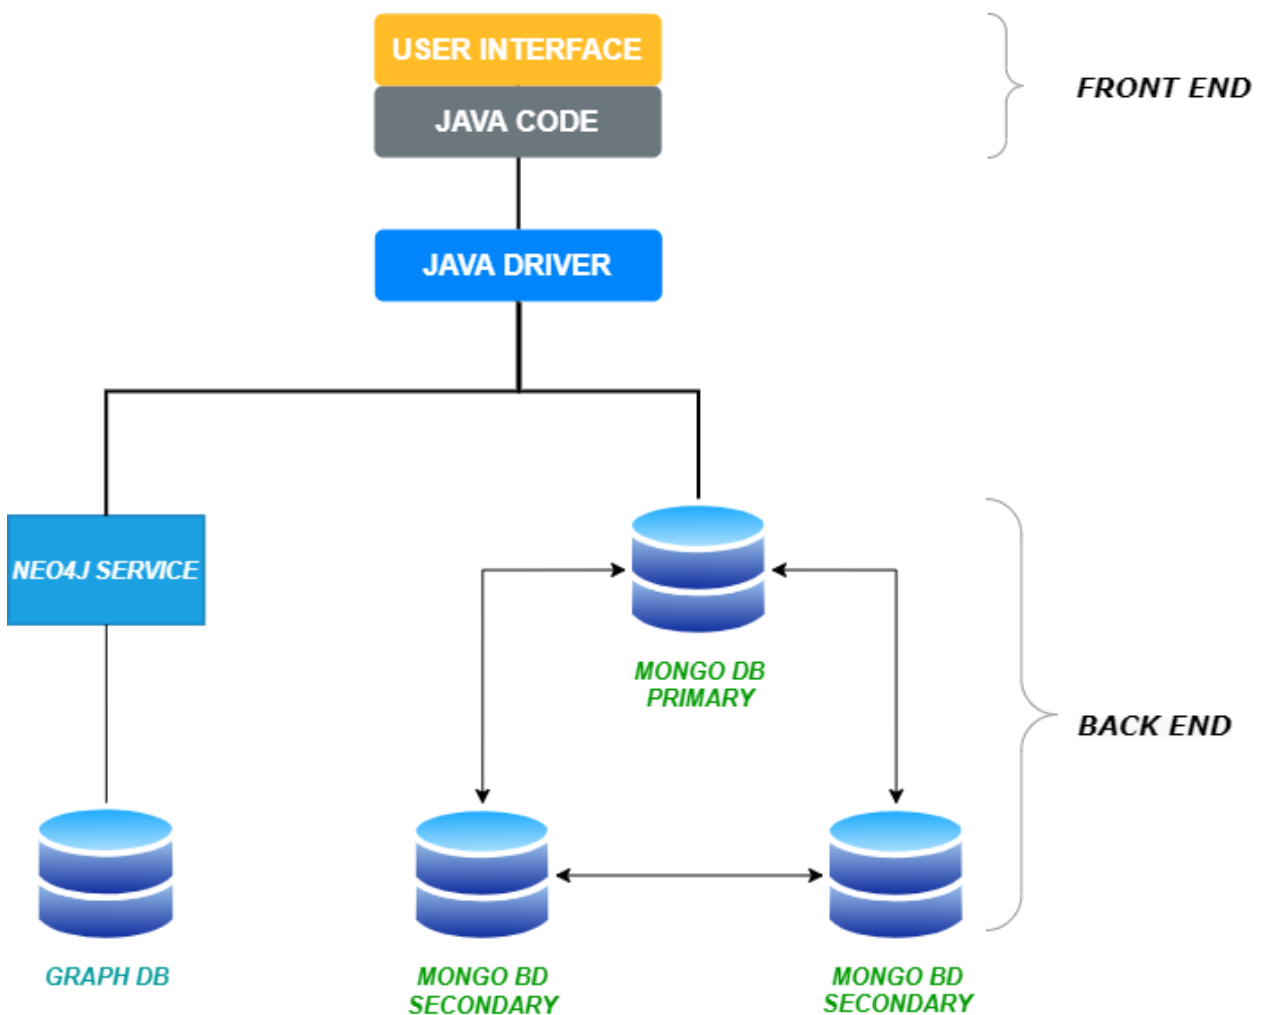 USER INTERFACE
FRONT END
JAVA CODE
JAVA DRIVER
NEO4J SERVICE
MONGO DB
PRIMARY
BACK END
GRAPH DB
MONGO BD
SECONDARY
MONGO BD
SECONDARY